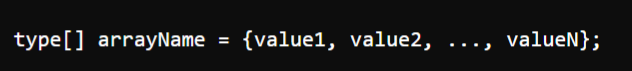 type[] arrayName = {value1, value2, ..., valueN};